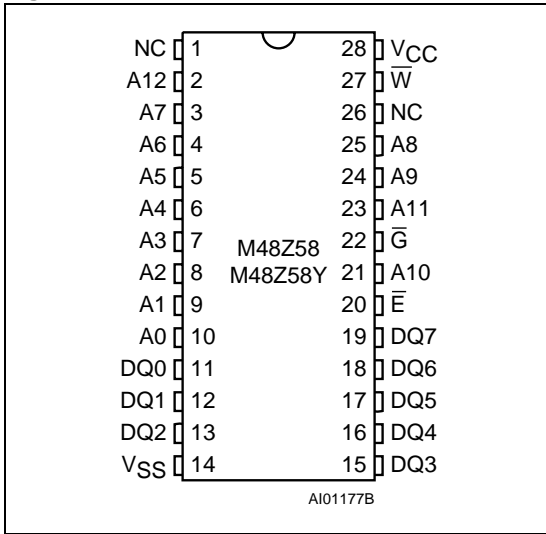 NC 1 28 VCC
A12 2 27 W̅
A7 3 26 NC
A6 4 25 A8
A5 5 24 A9
A4 6 23 A11
A3 7 M48Z58 22 G̅
A2 8 M48Z58Y 21 A10
A1 9 20 E̅
A0 10 19 DQ7
DQ0 11 18 DQ6
DQ1 12 17 DQ5
DQ2 13 16 DQ4
VSS 14 15 DQ3
AI01177B